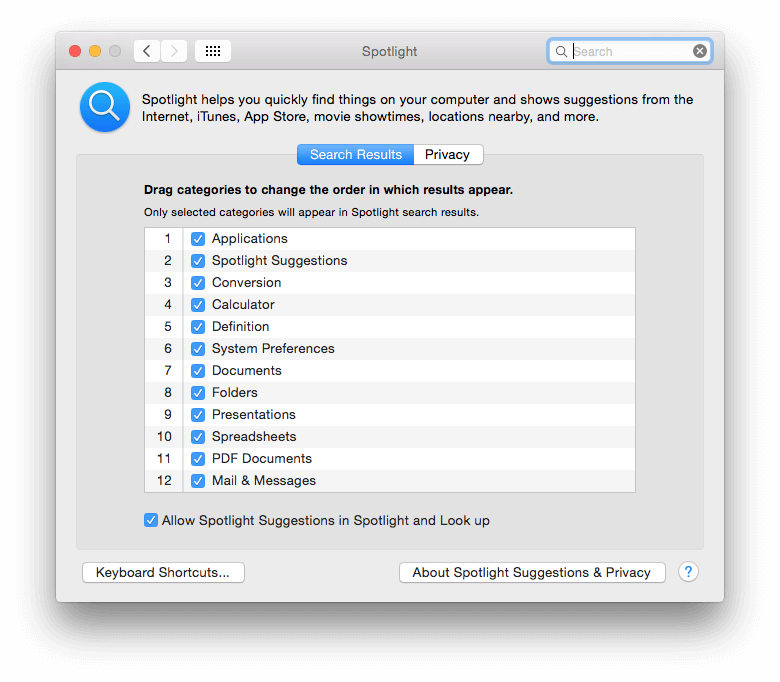 Spotlight
Search
Spotlight helps you quickly find things on your computer and shows suggestions from the
Internet, iTunes, App Store, movie showtimes, locations nearby, and more.
Search Results
Privacy
Drag categories to change the order in which results appear.
Only selected categories will appear in Spotlight search results.
1 Applications
2 Spotlight Suggestions
3 Conversion
4 Calculator
5 Definition
6 System Preferences
7 Documents
8 Folders
9 Presentations
10 Spreadsheets
11 PDF Documents
12 Mail & Messages
Allow Spotlight Suggestions in Spotlight and Look up
Keyboard Shortcuts...
About Spotlight Suggestions & Privacy
?